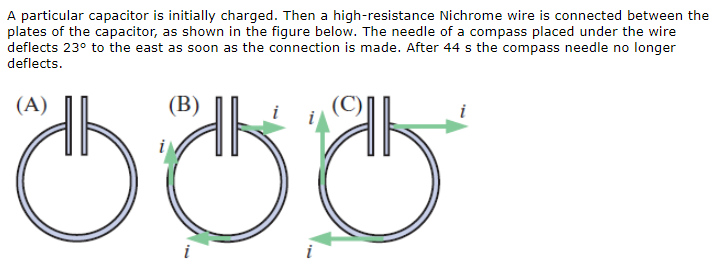 A particular capacitor is initially charged. Then a high-resistance Nichrome wire is connected between the
plates of the capacitor, as shown in the figure below. The needle of a compass placed under the wire
deflects 23° to the east as soon as the connection is made. After 44 s the compass needle no longer
deflects.
(A) (B) i i (C) i
i
i i